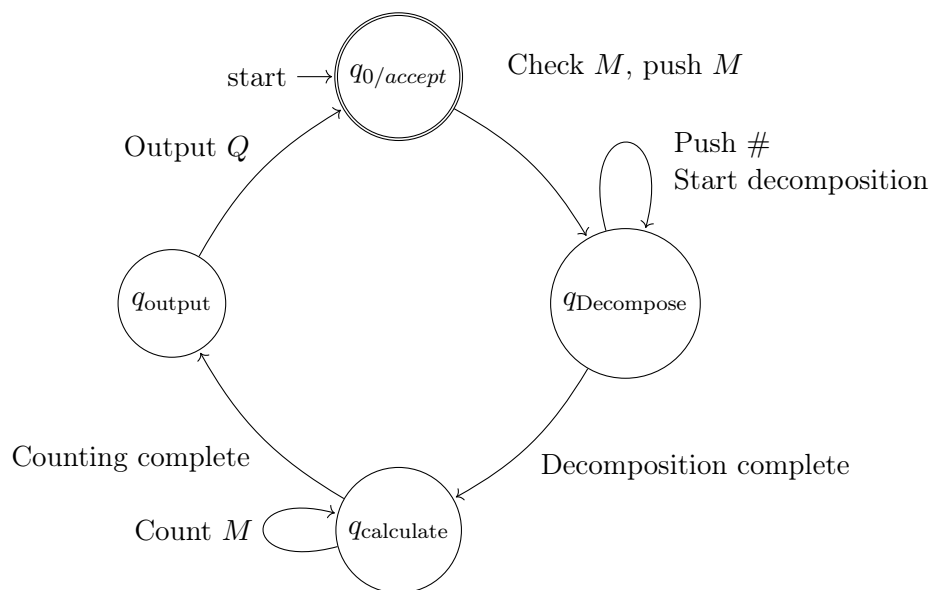 start
q0/accept
Check M, push M
Output Q
Push #
Start decomposition
qoutput
qDecompose
Counting complete
Decomposition complete
Count M
qcalculate